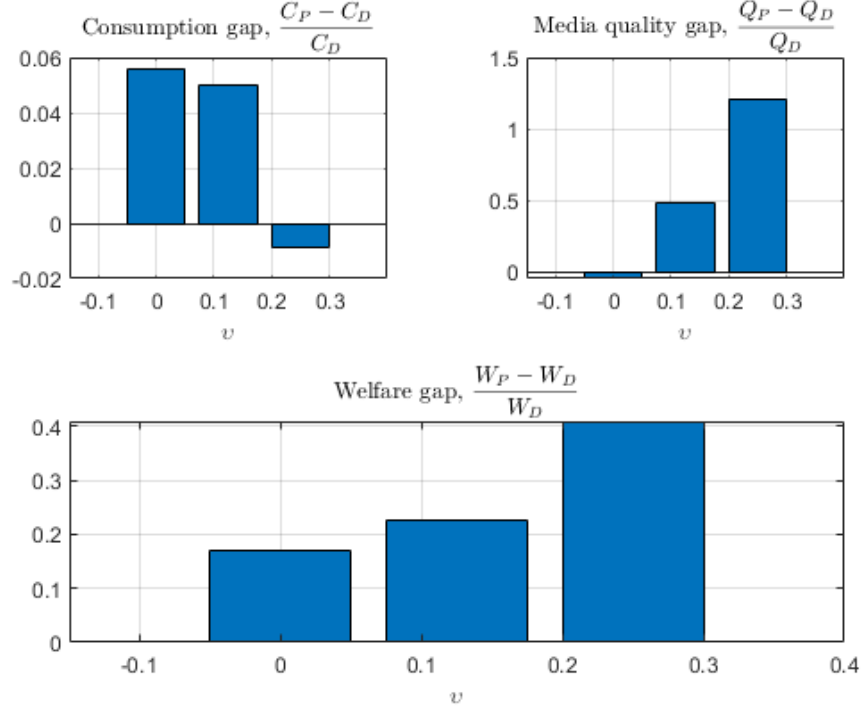 Consumption gap, \frac{C_P − C_D}{C_D}
0.06
0.04
0.02
0
-0.02
-0.1 0 0.1 0.2 0.3
υ
Media quality gap, \frac{Q_P − Q_D}{Q_D}
1.5
1
0.5
0
-0.1 0 0.1 0.2 0.3
υ
Welfare gap, \frac{W_P − W_D}{W_D}
0.4
0.3
0.2
0.1
0
-0.1 0 0.1 0.2 0.3 0.4
υ